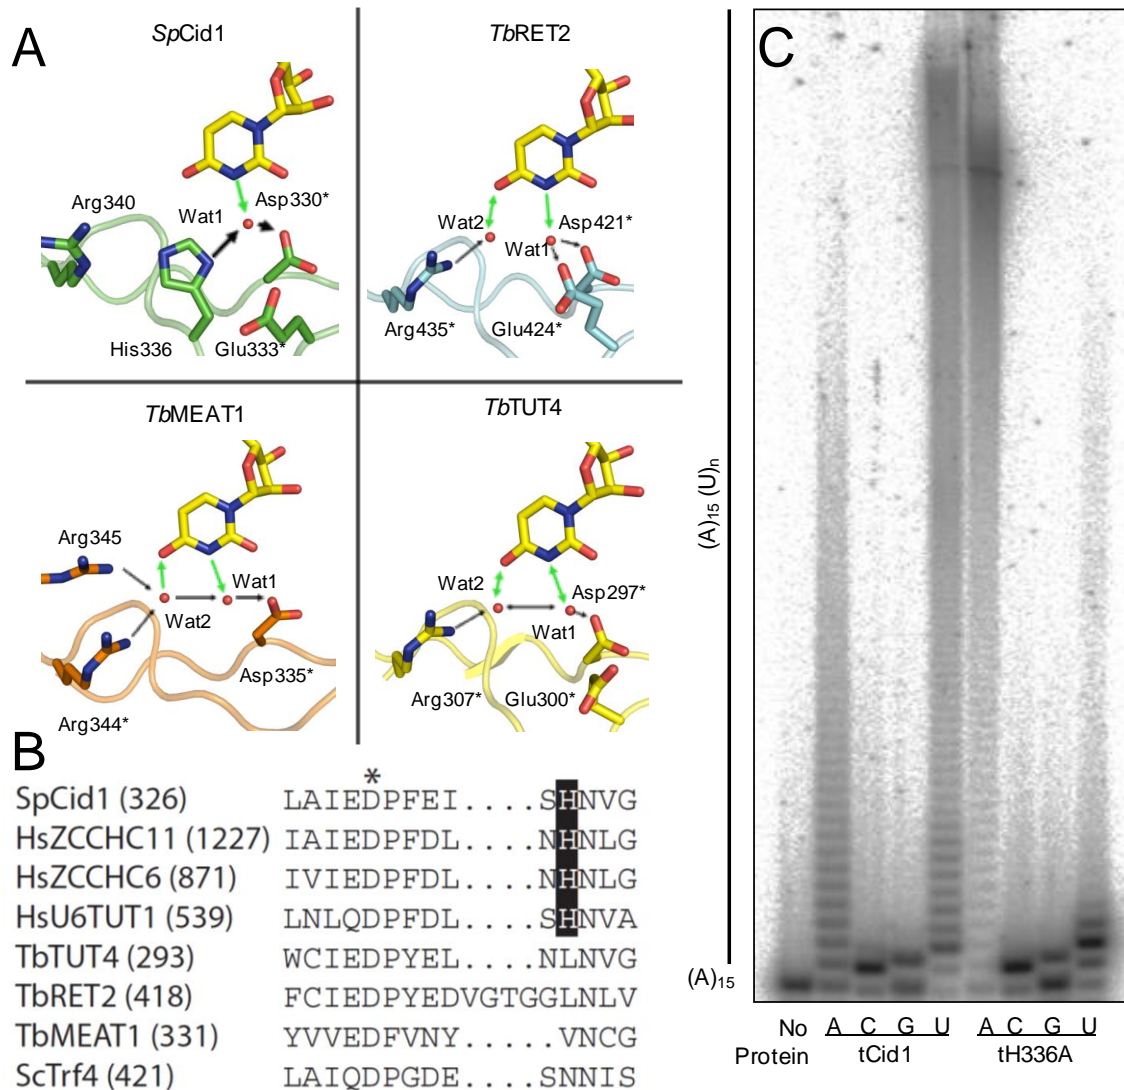 A
SpCid1
Arg340
Wat1
Asp330*
His336
Glu333*
TbRET2
Wat2
Asp421*
Wat1
Arg435*
Glu424*
TbMEAT1
Arg345
Wat1
Wat2
Asp335*
Arg344*
TbTUT4
Wat2
Asp297*
Wat1
Arg307*
Glu300*
B
*
SpCid1 (326) LAIEDPFEI....SHNVG
HsZCCHC11 (1227) IAIEDPFDL....NHNLG
HsZCCHC6 (871) IVIEDPFDL....NHNLG
HsU6TUT1 (539) LNLQDPFDL....SHNVA
TbTUT4 (293) WCIEDPYEL....NLNVG
TbRET2 (418) FCIEDPYEDVGTGGLNLV
TbMEAT1 (331) YVVEDFVNY.....VNCG
ScTrf4 (421) LAIQDPGDE....SNNIS
C
(A)15 (U)n
(A)15
No Protein
A C G U
tCid1
A C G U
tH336A